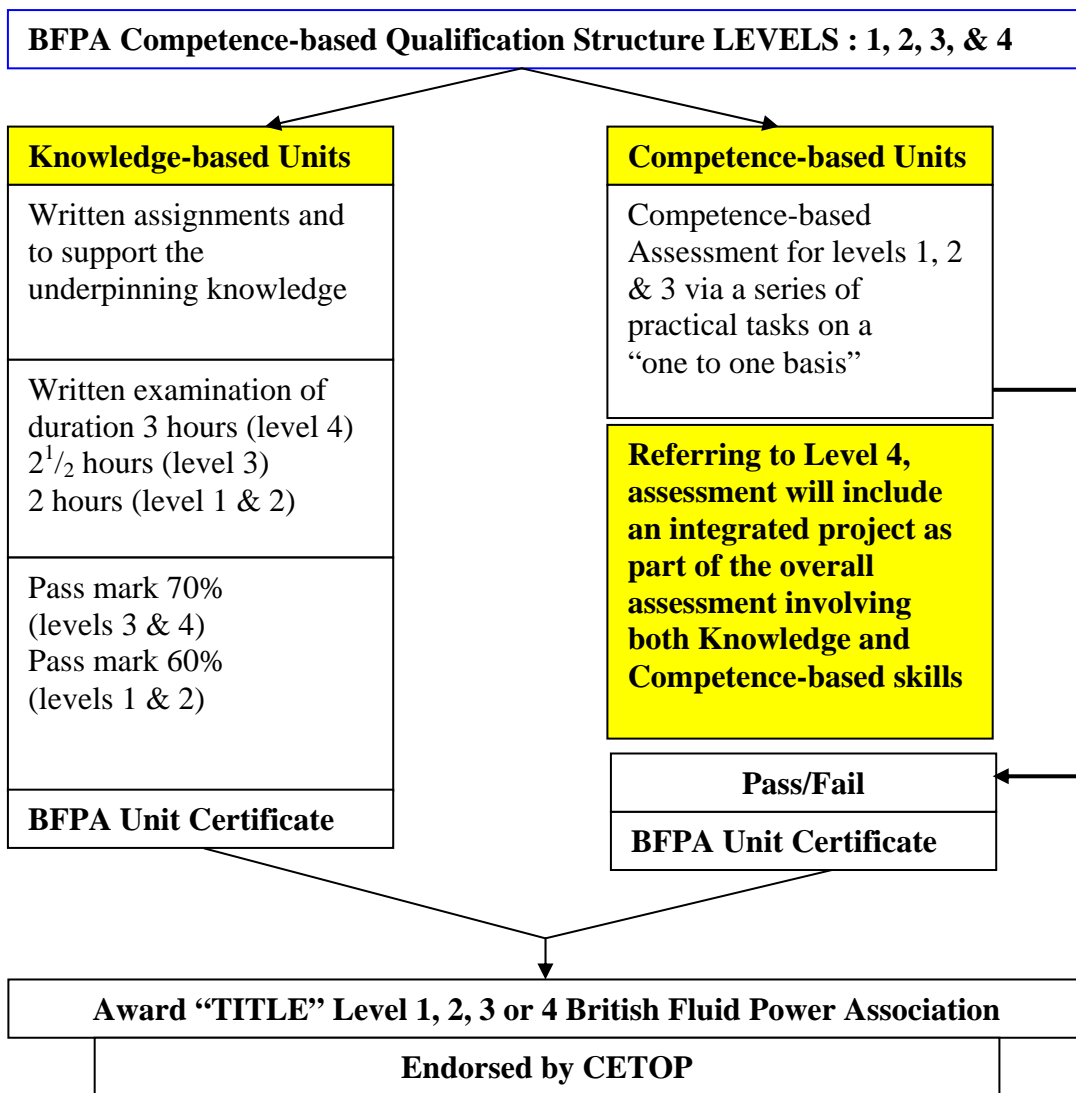 BFPA Competence-based Qualification Structure LEVELS : 1, 2, 3, & 4
Knowledge-based Units
Written assignments and
to support the
underpinning knowledge
Written examination of
duration 3 hours (level 4)
2 1/2 hours (level 3)
2 hours (level 1 & 2)
Pass mark 70%
(levels 3 & 4)
Pass mark 60%
(levels 1 & 2)
BFPA Unit Certificate
Competence-based Units
Competence-based
Assessment for levels 1, 2
& 3 via a series of
practical tasks on a
“one to one basis”
Referring to Level 4,
assessment will include
an integrated project as
part of the overall
assessment involving
both Knowledge and
Competence-based skills
Pass/Fail
BFPA Unit Certificate
Award “TITLE” Level 1, 2, 3 or 4 British Fluid Power Association
Endorsed by CETOP